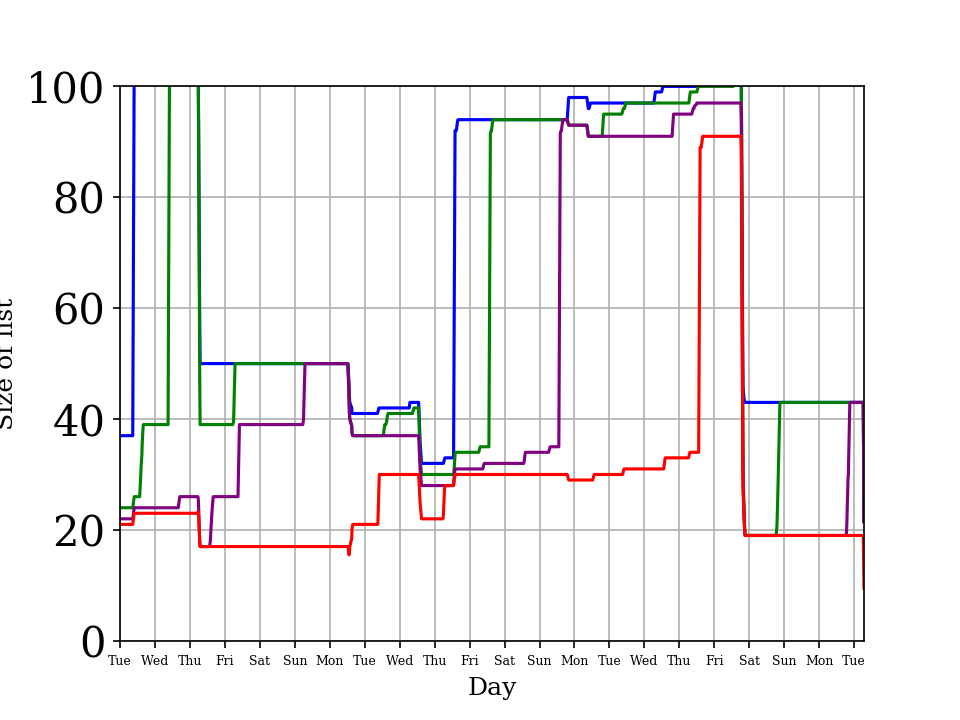 100
80
60
40
20
0
Size of list
Tue Wed Thu Fri Sat Sun Mon Tue Wed Thu Fri Sat Sun Mon Tue Wed Thu Fri Sat Sun Mon Tue
Day